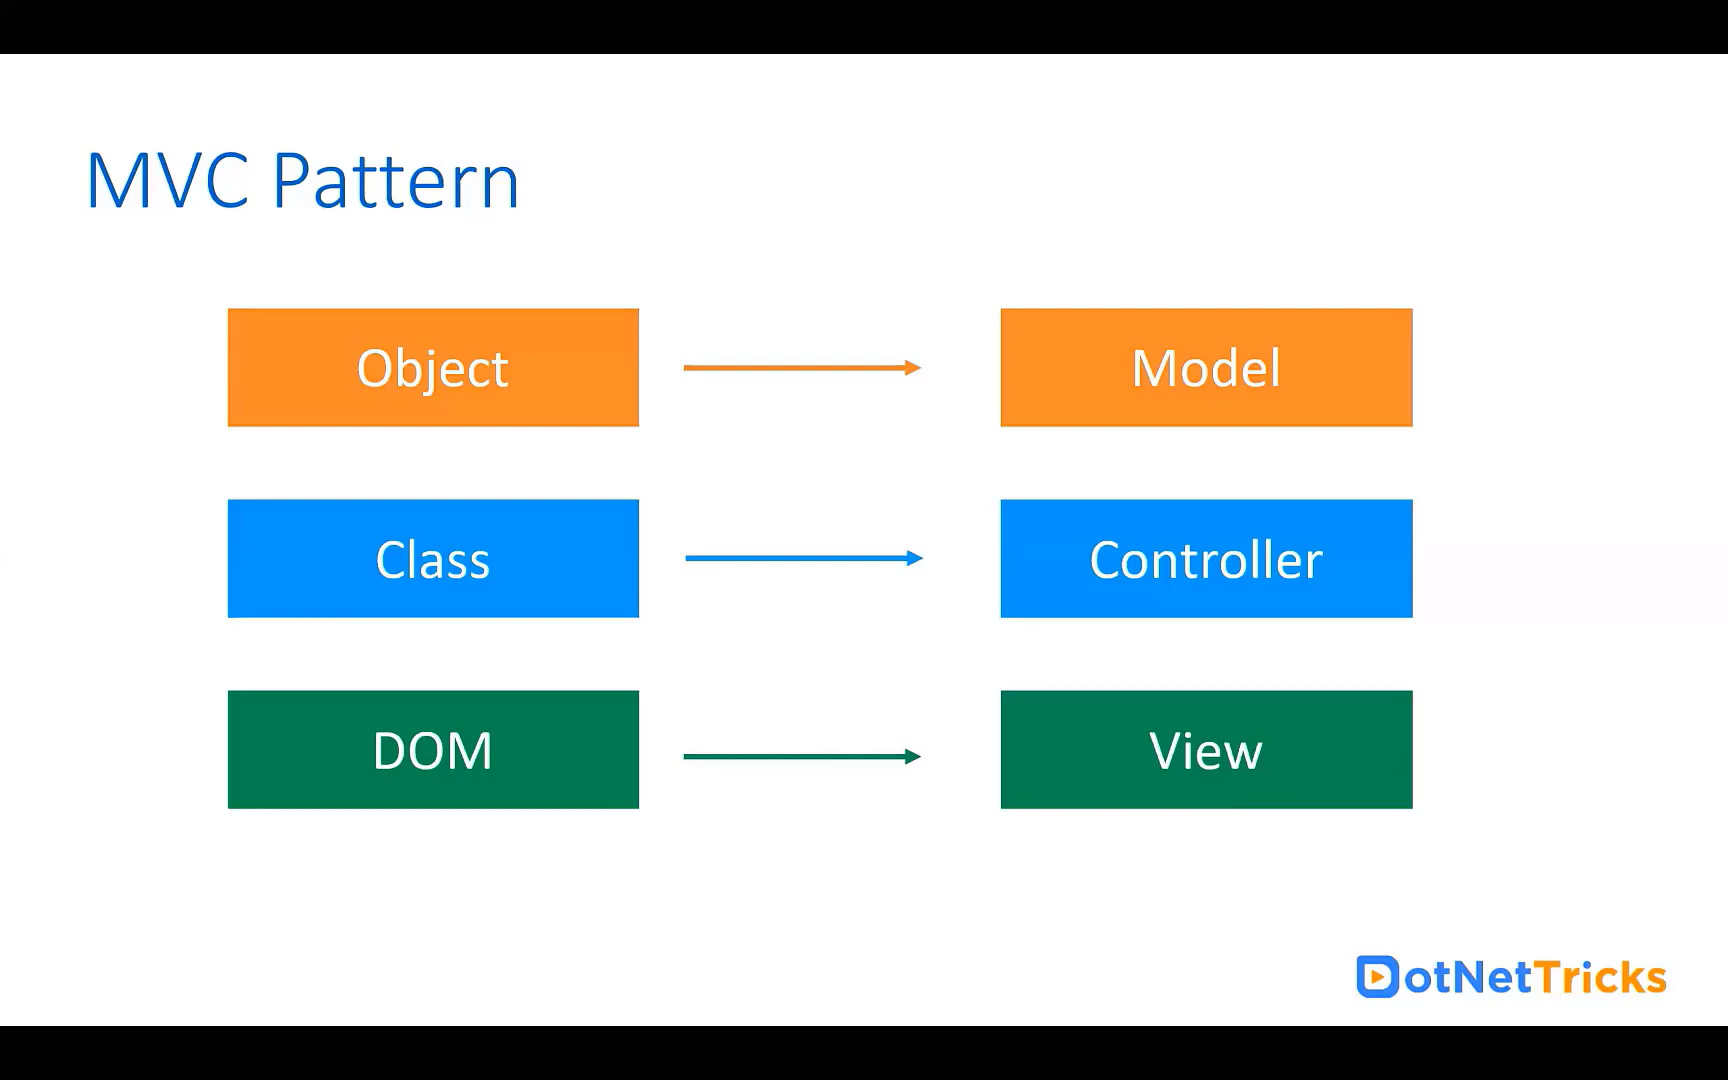 MVC Pattern
Object
Model
Class
Controller
DOM
View
DotNetTricks